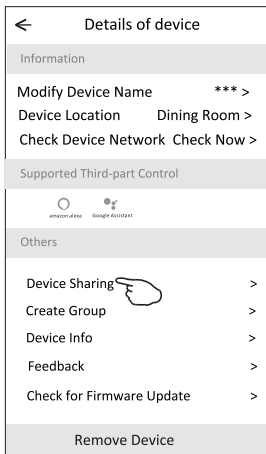 ← Details of device
Information
Modify Device Name *** >
Device Location Dining Room >
Check Device Network Check Now >
Supported Third-part Control
amazon alexa Google Assistant
Others
Device Sharing >
Create Group >
Device Info >
Feedback >
Check for Firmware Update >
Remove Device